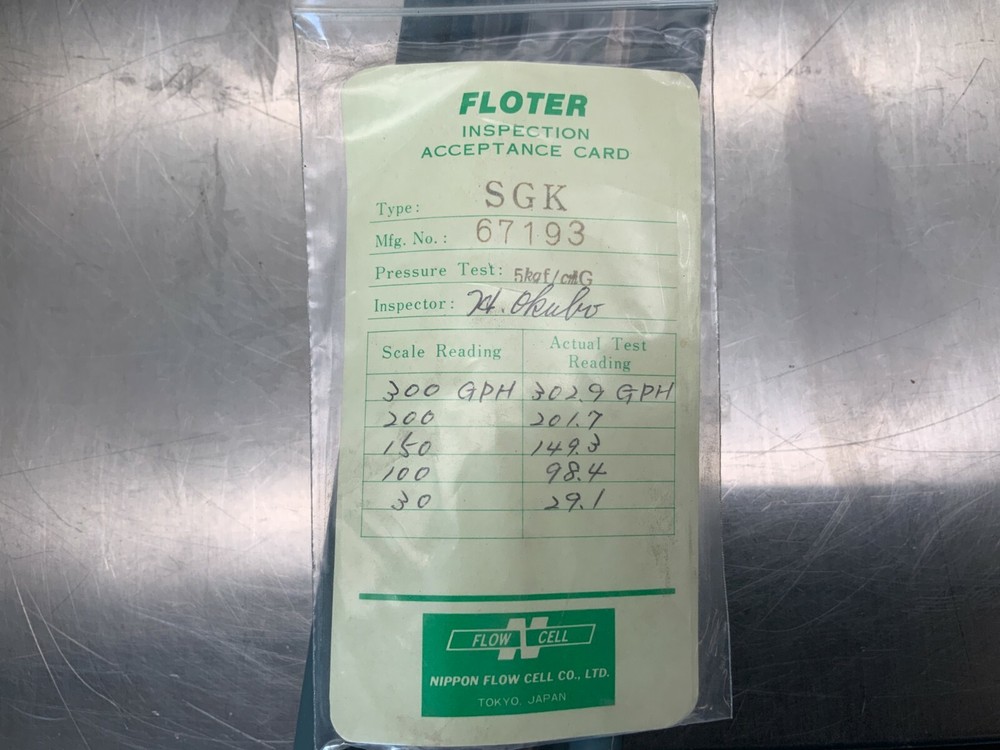 FLOTER
INSPECTION
ACCEPTANCE CARD
Type: SGK
Mfg. No.: 67193
Pressure Test: 5kgf/cm²G
Inspector: H. Okubo
Scale Reading Actual Test Reading
300 GPH 302.9 GPH
200 201.7
150 149.3
100 98.4
30 29.1
FLOW N CELL
NIPPON FLOW CELL CO., LTD.
TOKYO, JAPAN